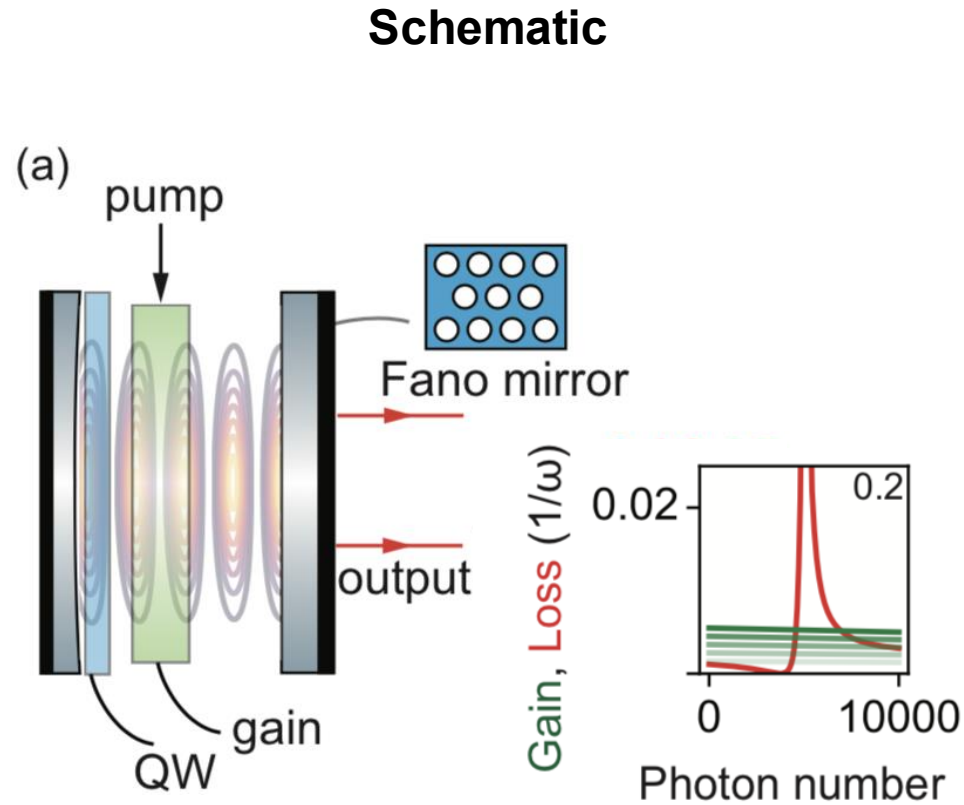 Schematic
(a)
pump
Fano mirror
output
gain
QW
Gain, Loss (1/ω)
0.02
0.2
0
10000
Photon number